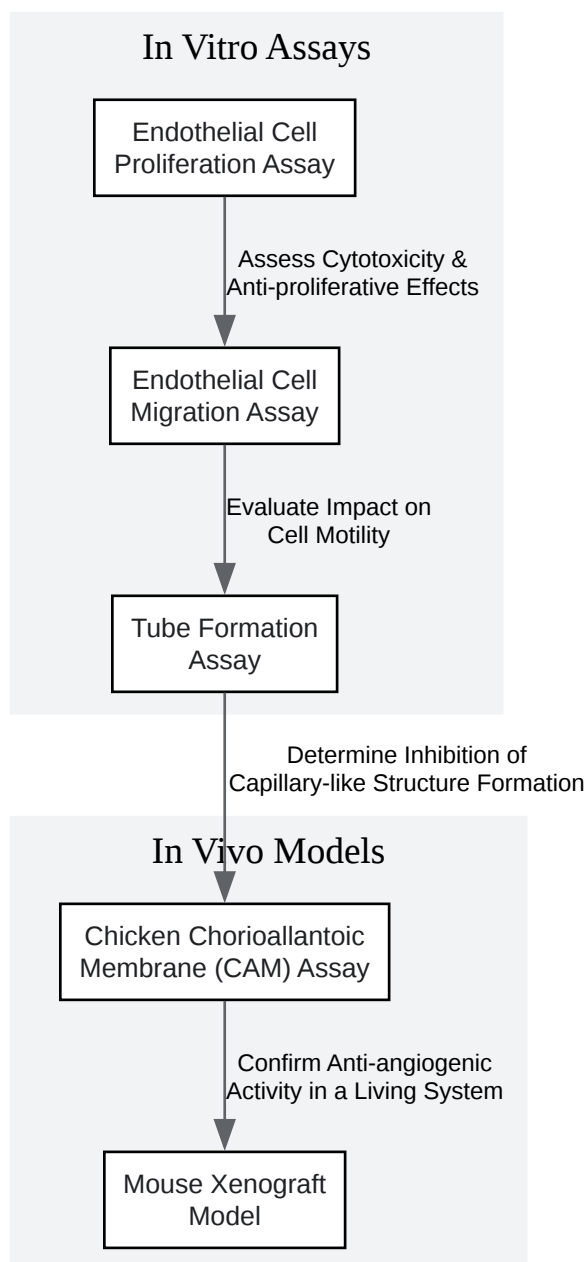 In Vitro Assays
Endothelial Cell
Proliferation Assay
Assess Cytotoxicity &
Anti-proliferative Effects
Endothelial Cell
Migration Assay
Evaluate Impact on
Cell Motility
Tube Formation
Assay
Determine Inhibition of
Capillary-like Structure Formation
In Vivo Models
Chicken Chorioallantoic
Membrane (CAM) Assay
Confirm Anti-angiogenic
Activity in a Living System
Mouse Xenograft
Model